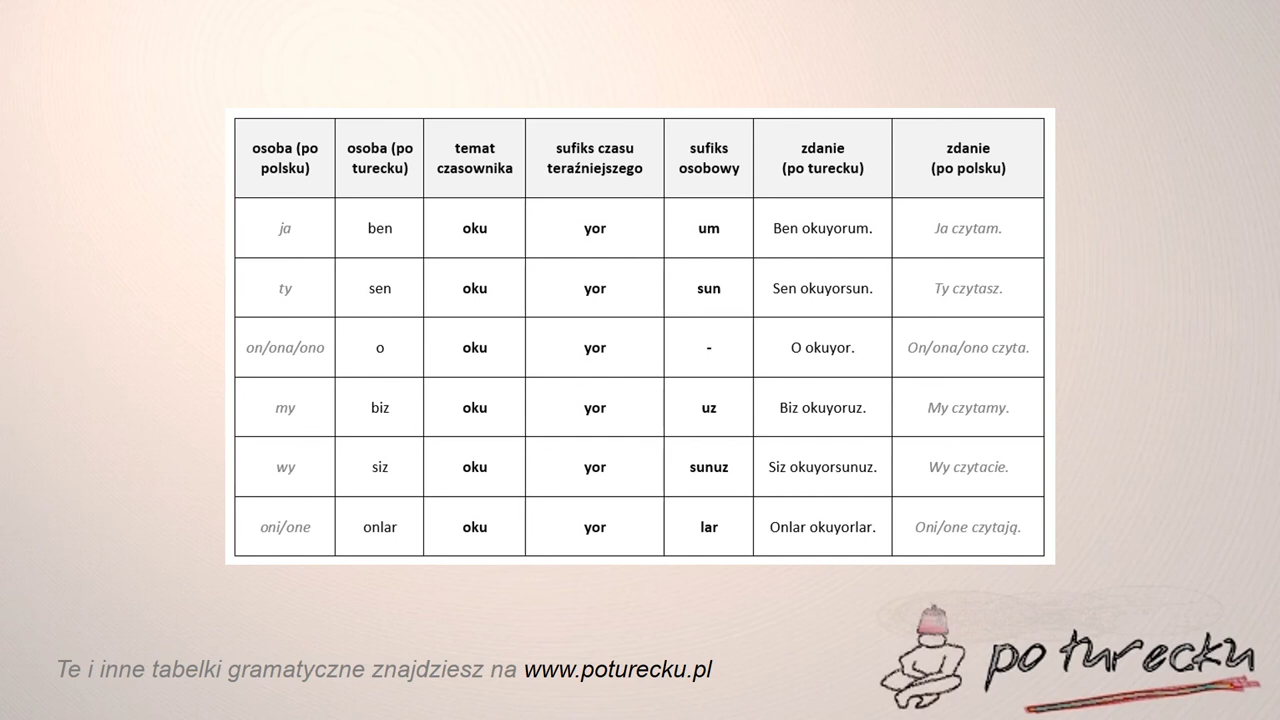 osoba (po polsku) osoba (po turecku) temat czasownika sufiks czasu teraźniejszego sufiks osobowy zdanie (po turecku) zdanie (po polsku)
ja ben oku yor um Ben okuyorum. Ja czytam.
ty sen oku yor sun Sen okuyorsun. Ty czytasz.
on/ona/ono o oku yor - O okuyor. On/ona/ono czyta.
my biz oku yor uz Biz okuyoruz. My czytamy.
wy siz oku yor sunuz Siz okuyorsunuz. Wy czytacie.
oni/one onlar oku yor lar Onlar okuyorlar. Oni/one czytają.
Te i inne tabelki gramatyczne znajdziesz na www.poturecku.pl
po turecku